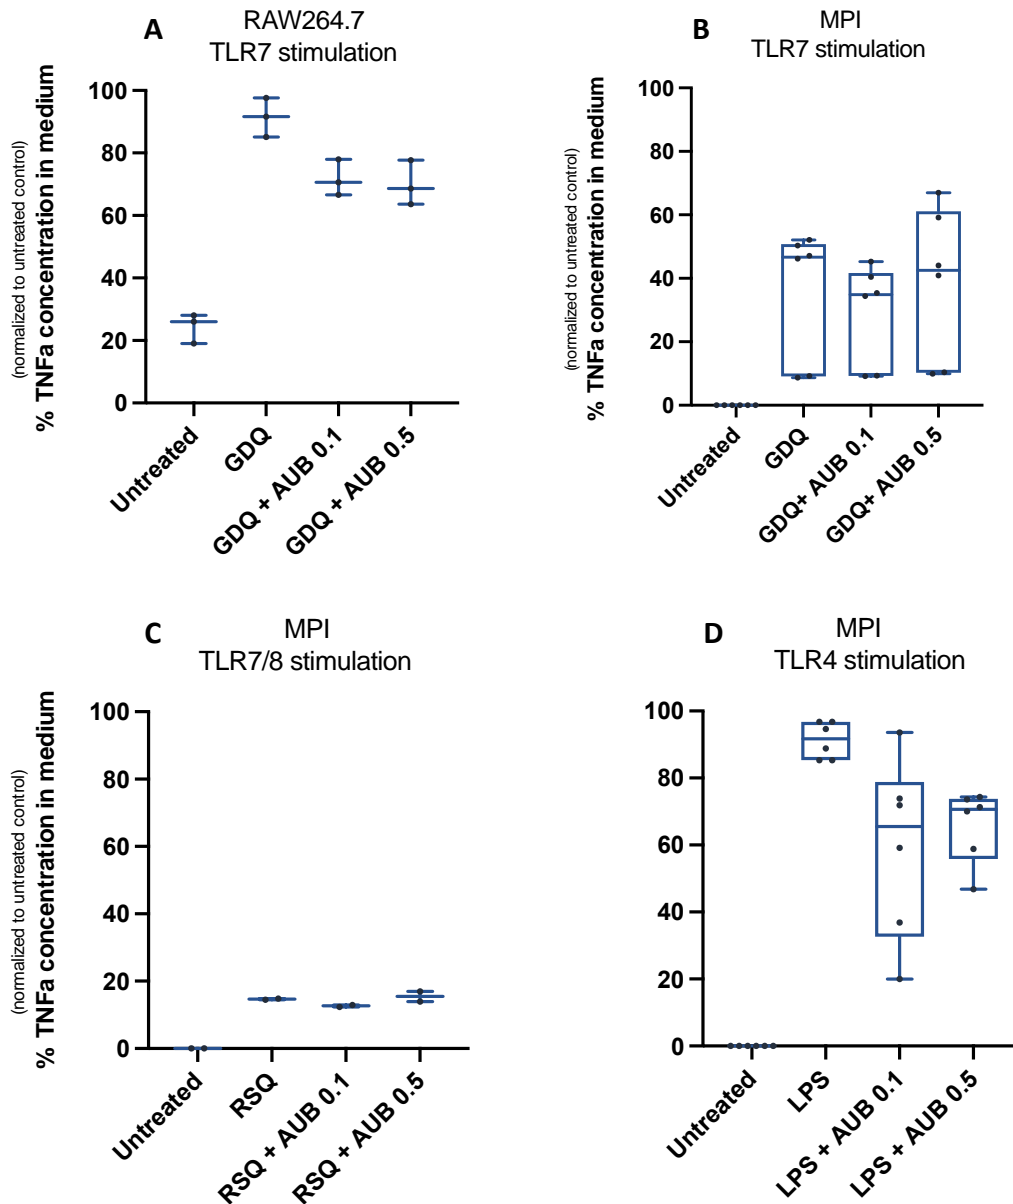 A
RAW264.7
TLR7 stimulation
% TNFa concentration in medium
(normalized to untreated control)
100
80
60
40
20
0
Untreated
GDQ
GDQ + AUB 0.1
GDQ + AUB 0.5
B
MPI
TLR7 stimulation
% TNFa concentration in medium
(normalized to untreated control)
100
80
60
40
20
0
Untreated
GDQ
GDQ+ AUB 0.1
GDQ+ AUB 0.5
C
MPI
TLR7/8 stimulation
% TNFa concentration in medium
(normalized to untreated control)
100
80
60
40
20
0
Untreated
RSQ
RSQ + AUB 0.1
RSQ + AUB 0.5
D
MPI
TLR4 stimulation
100
80
60
40
20
0
Untreated
LPS
LPS + AUB 0.1
LPS + AUB 0.5